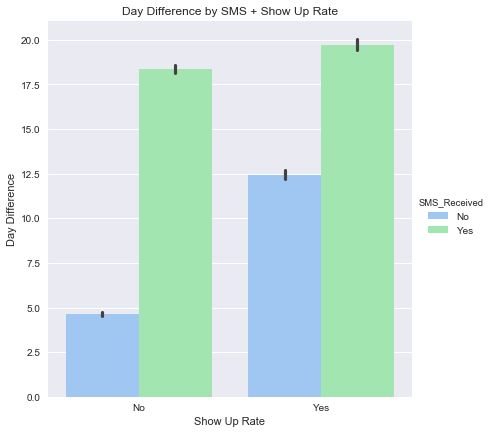 Day Difference by SMS + Show Up Rate
20.0
17.5
15.0
12.5
10.0
7.5
5.0
2.5
0.0
Day Difference
No
Yes
Show Up Rate
SMS_Received
No
Yes